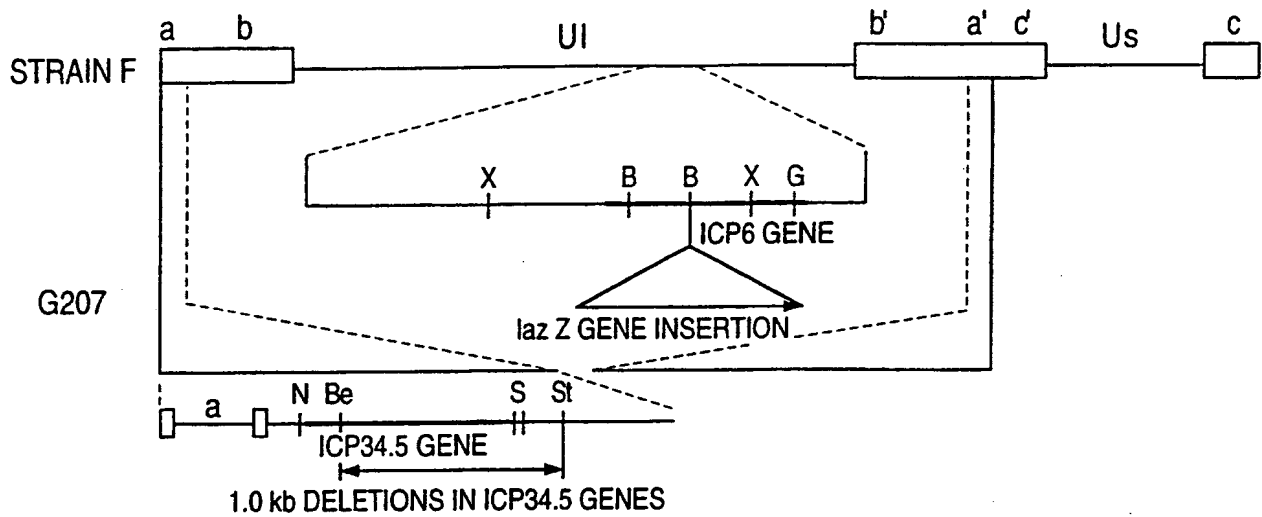 a b Ul b' a' c' Us c
STRAIN F
X B B X G
ICP6 GENE
G207
laz Z GENE INSERTION
a N Be S St
ICP34.5 GENE
1.0 kb DELETIONS IN ICP34.5 GENES